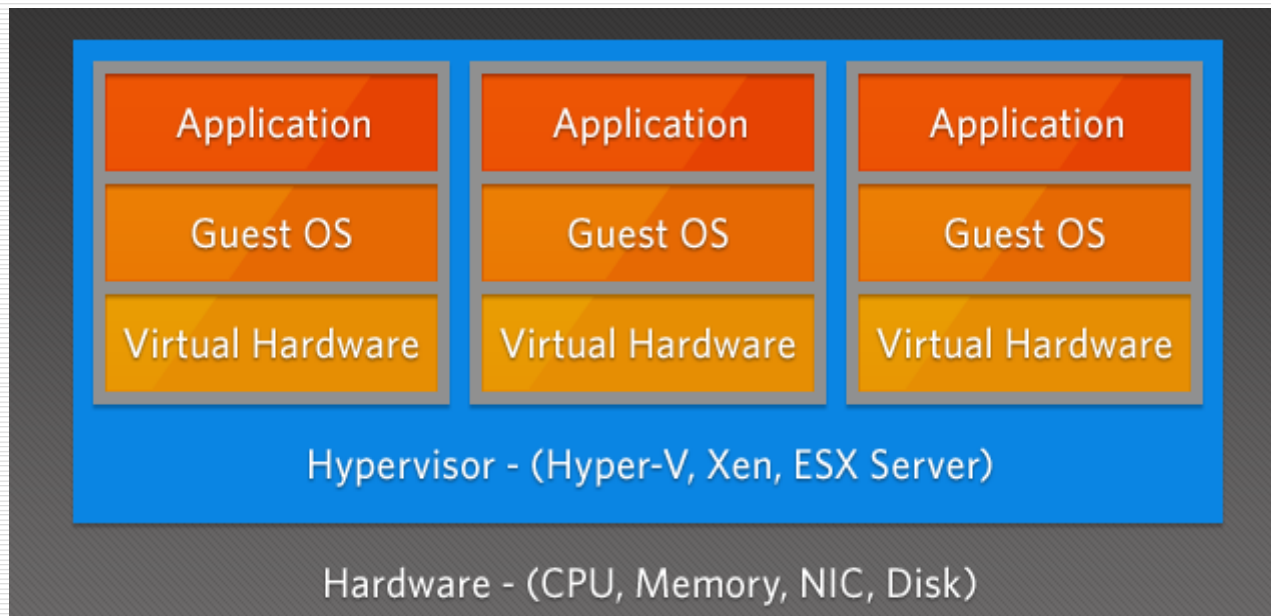 Application
Application
Application
Guest OS
Guest OS
Guest OS
Virtual Hardware
Virtual Hardware
Virtual Hardware
Hypervisor - (Hyper-V, Xen, ESX Server)
Hardware - (CPU, Memory, NIC, Disk)